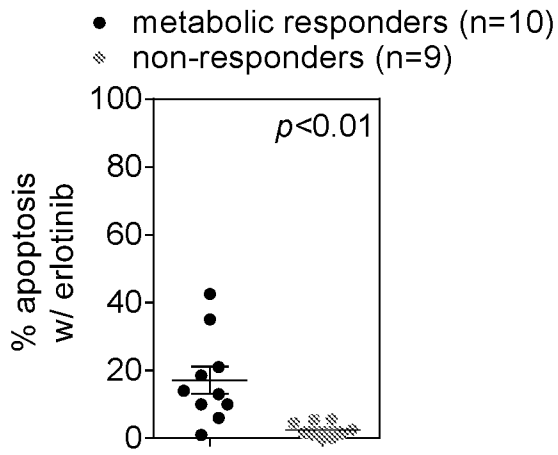 metabolic responders (n=10)
non-responders (n=9)
100
p<0.01
80
60
40
20
0
% apoptosis
w/ erlotinib